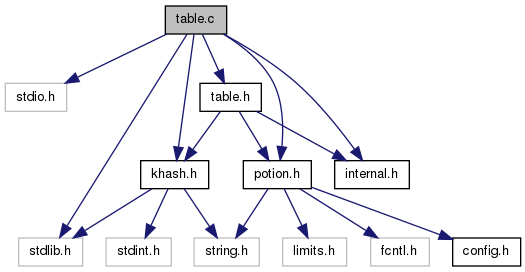 table.c
stdio.h
table.h
khash.h
potion.h
internal.h
stdlib.h
stdint.h
string.h
limits.h
fcntl.h
config.h